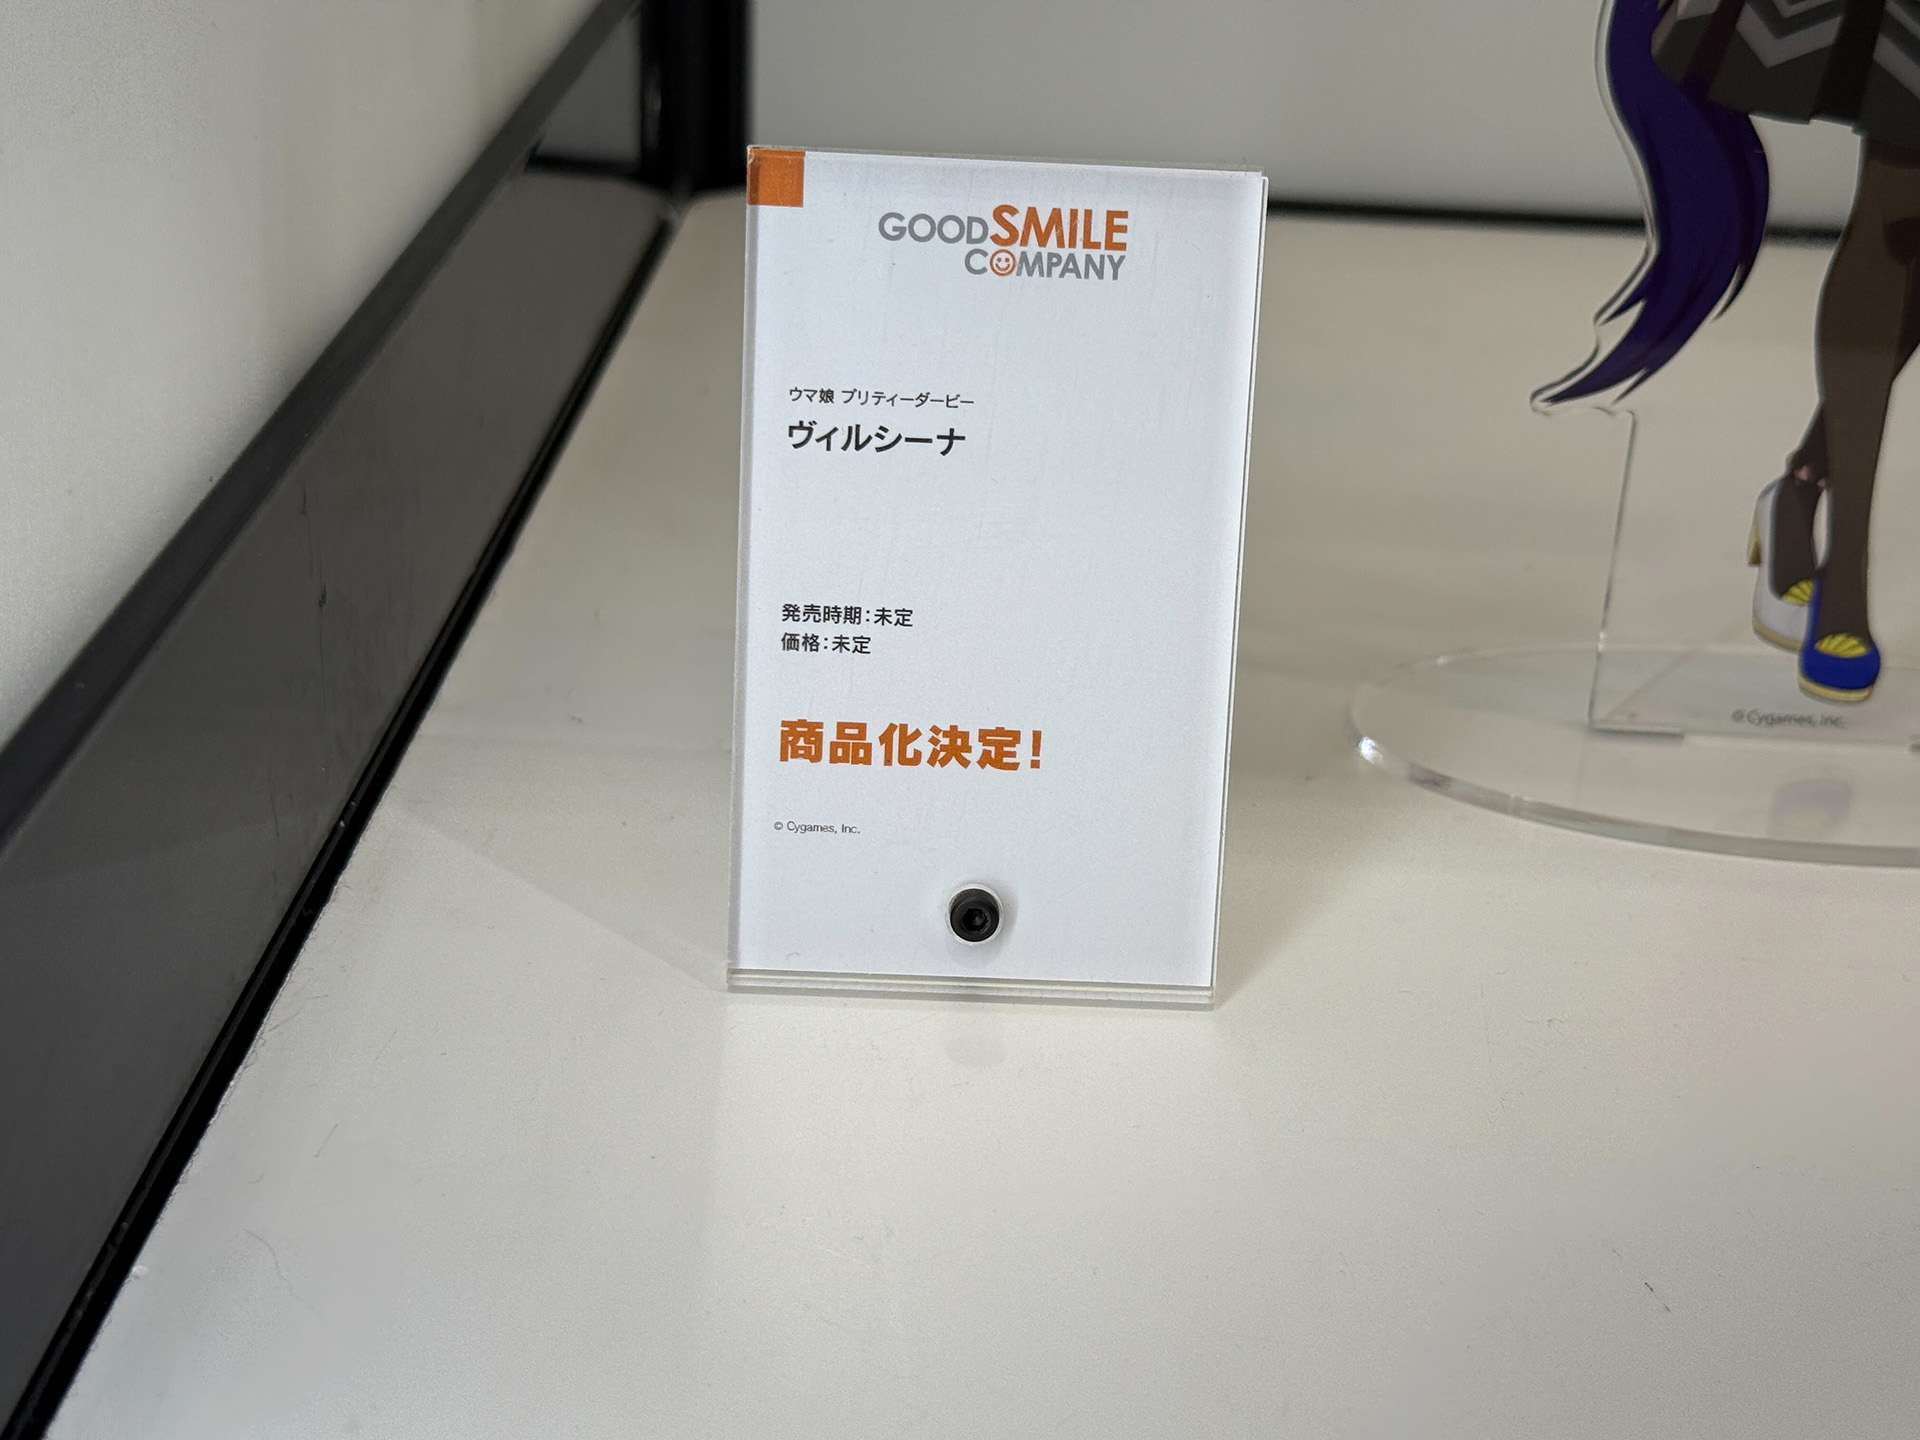 GOOD SMILE
COMPANY
ウマ娘 プリティーダービー
ヴィルシーナ
発売時期：未定
価格：未定
商品化決定！
© Cygames, Inc.
© Cygames, Inc.